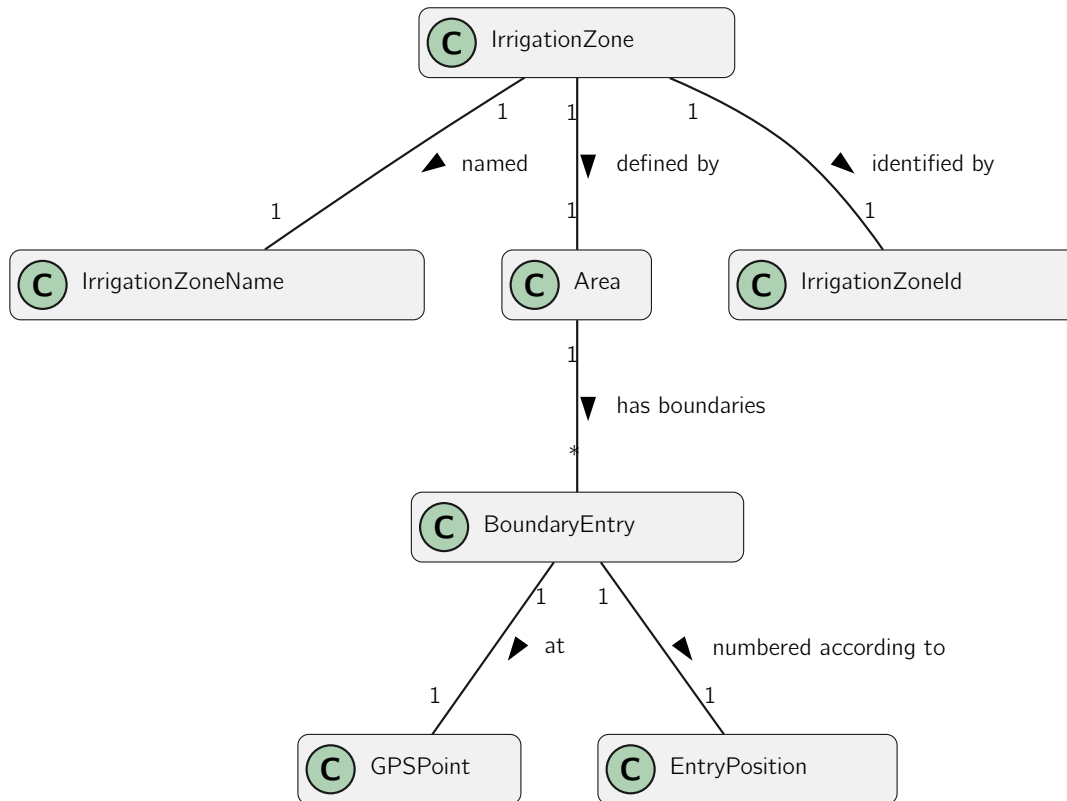 C IrrigationZone
1 1 1
named defined by identified by
1 1 1
C IrrigationZoneName C Area C IrrigationZoneId
1
has boundaries
*
C BoundaryEntry
1 1
at numbered according to
1 1
C GPSPoint C EntryPosition